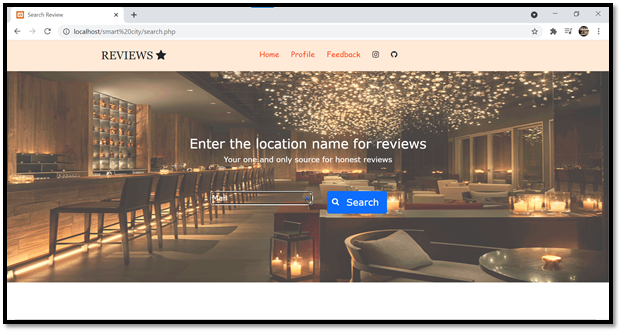 Search Review
localhost/smart%20city/search.php
REVIEWS
Home Profile Feedback
Enter the location name for reviews
Your one and only source for honest reviews
Mall
Search